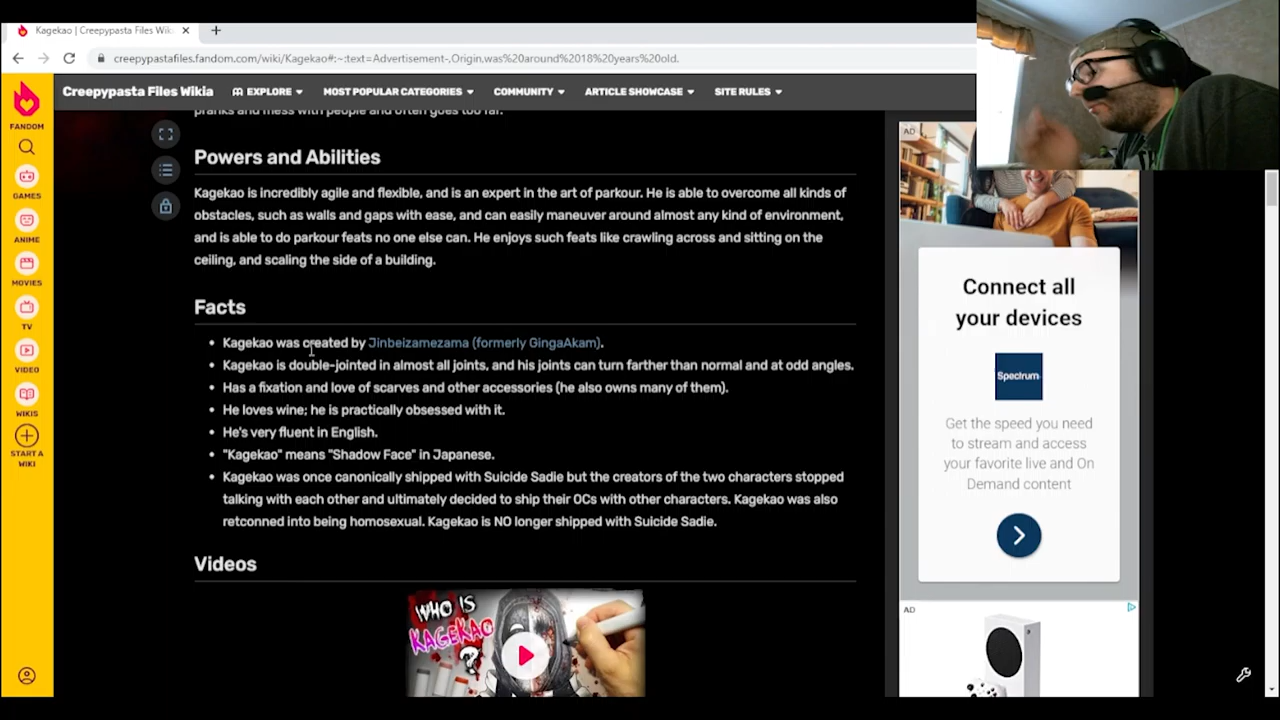 Kagekao | Creepypasta Files Wik
creepypastafiles.fandom.com/wiki/Kagekao#:~:text=Advertisement-,Origin,was%20around%2018%20years%20old.
FANDOM
GAMES
ANIME
MOVIES
TV
VIDEO
WIKIS
START A
WIKI
Creepypasta Files Wikia
EXPLORE
MOST POPULAR CATEGORIES
COMMUNITY
ARTICLE SHOWCASE
SITE RULES
pranks and mess with people and often goes too far.
Powers and Abilities
Kagekao is incredibly agile and flexible, and is an expert in the art of parkour. He is able to overcome all kinds of
obstacles, such as walls and gaps with ease, and can easily maneuver around almost any kind of environment,
and is able to do parkour feats no one else can. He enjoys such feats like crawling across and sitting on the
ceiling, and scaling the side of a building.
Facts
• Kagekao was created by Jinbeizamezama (formerly GingaAkam).
• Kagekao is double-jointed in almost all joints, and his joints can turn farther than normal and at odd angles.
• Has a fixation and love of scarves and other accessories (he also owns many of them).
• He loves wine; he is practically obsessed with it.
• He's very fluent in English.
• "Kagekao" means "Shadow Face" in Japanese.
• Kagekao was once canonically shipped with Suicide Sadie but the creators of the two characters stopped
talking with each other and ultimately decided to ship their OCs with other characters. Kagekao was also
retconned into being homosexual. Kagekao is NO longer shipped with Suicide Sadie.
Videos
WHO IS
KAGEKAO
?
AD
Connect all
your devices
Spectrum
Get the speed you need
to stream and access
your favorite live and On
Demand content
AD